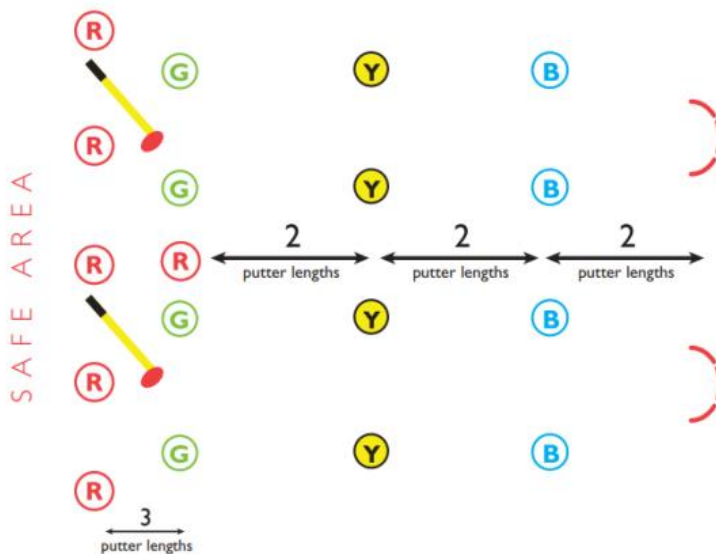 R
G Y B
R
G Y B
SAFE AREA
R R
2 2 2
putter lengths putter lengths putter lengths
G Y B
R
G Y B
R
3
putter lengths